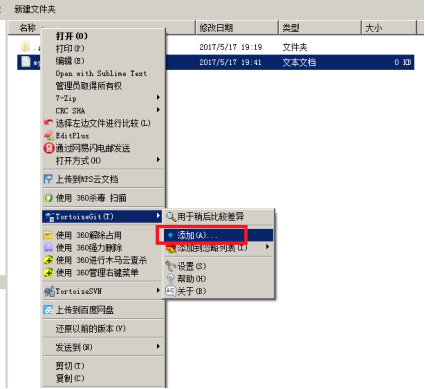 新建文件夹
名称 修改日期 类型 大小
2017/5/17 19:19 文件夹
2017/5/17 19:41 文本文档 0 KB
打开(O)
打印(P)
编辑(E)
Open with Sublime Text
管理员取得所有权
7-Zip
CRC SHA
选择左边文件进行比较(L)
EditPlus
通过网易闪电邮发送
打开方式(H)
上传到WPS云文档
使用 360杀毒 扫描
TortoiseGit(T)
用于稍后比较差异
添加(A)...
添加到忽略列表(I)
设置(S)
帮助(H)
关于(B)
使用 360解除占用
使用 360强力删除
使用 360进行木马云查杀
使用 360管理右键菜单
TortoiseSVN
上传到百度网盘
还原以前的版本(V)
发送到(N)
剪切(T)
复制(C)